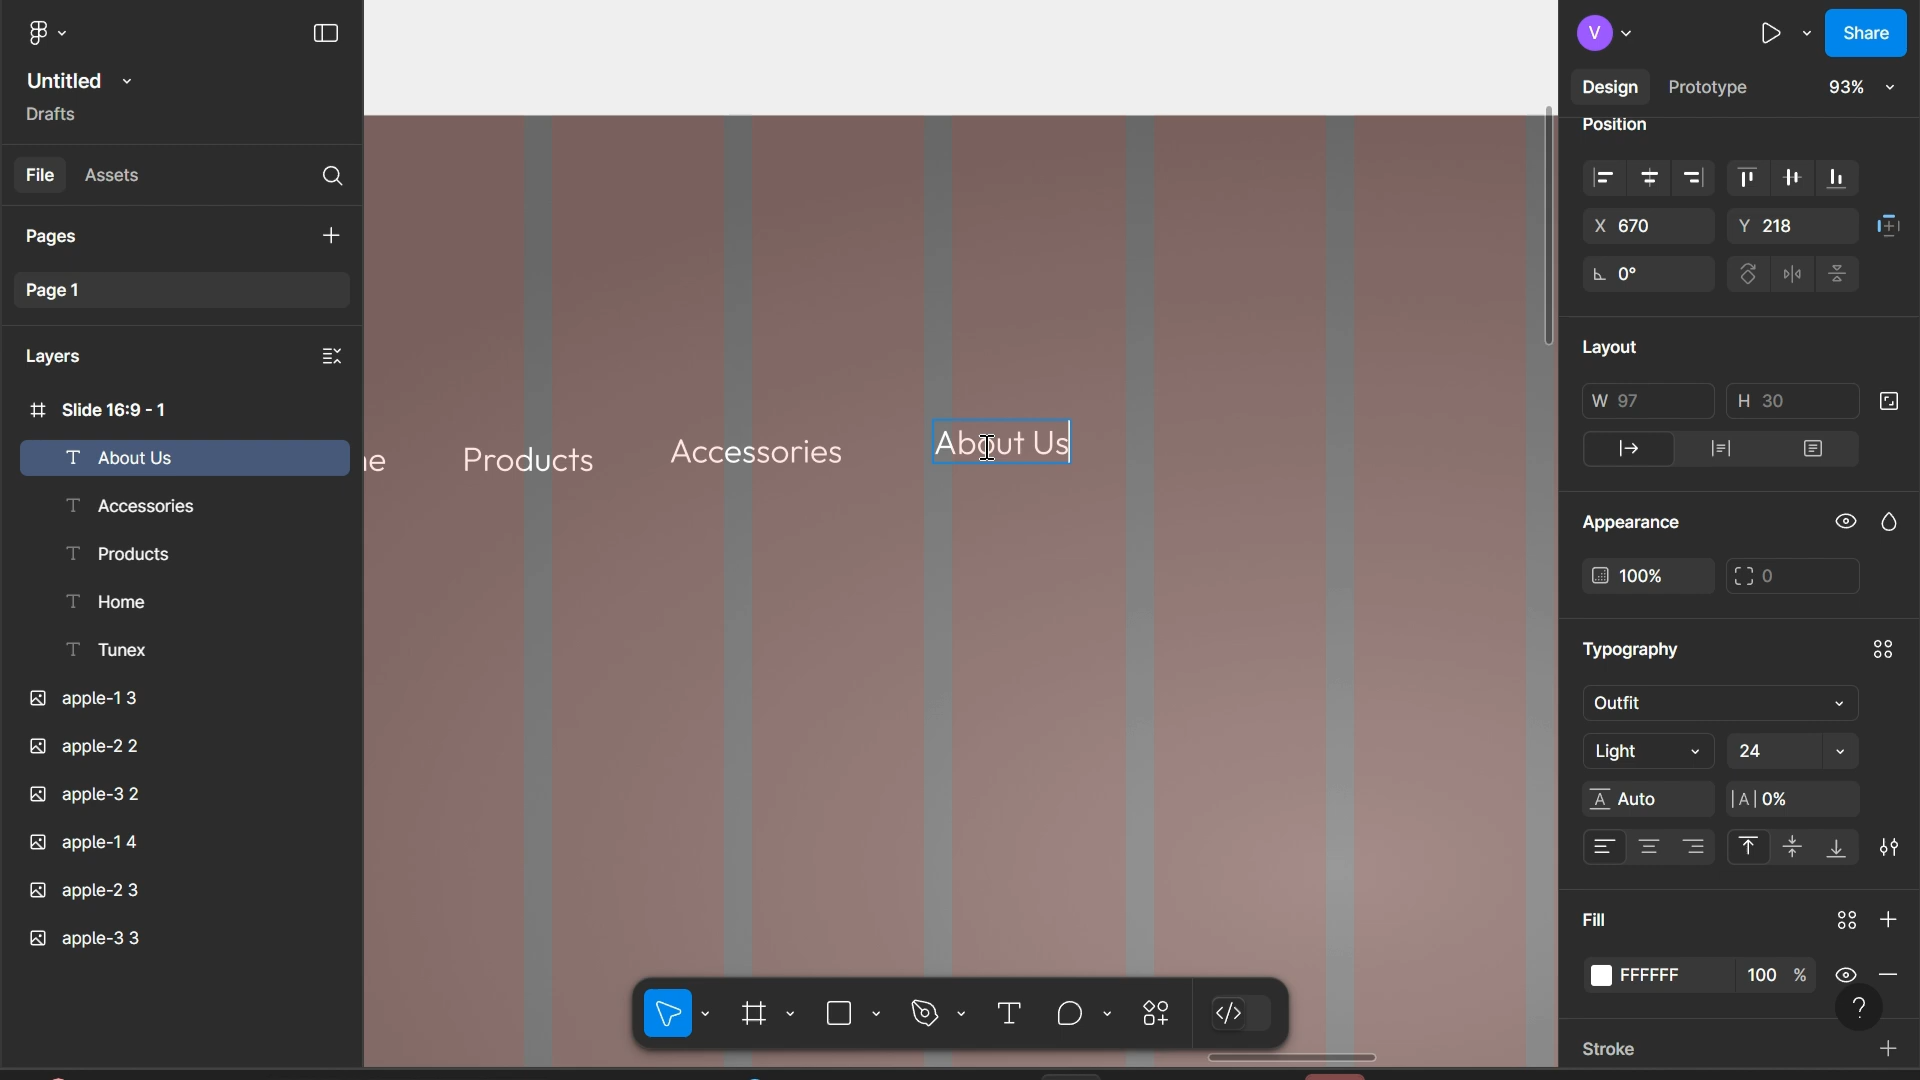 Untitled
Drafts
File
Assets
Pages
Page 1
Layers
Slide 16:9 - 1
About Us
Accessories
Products
Home
Tunex
apple-1 3
apple-2 2
apple-3 2
apple-1 4
apple-2 3
apple-3 3
ne
Products
Accessories
About Us
V
Share
Design
Prototype
93%
Position
X 670
Y 218
0°
Layout
W 97
H 30
Appearance
100%
0
Typography
Outfit
Light
24
Auto
0%
Fill
FFFFFF
100 %
?
Stroke